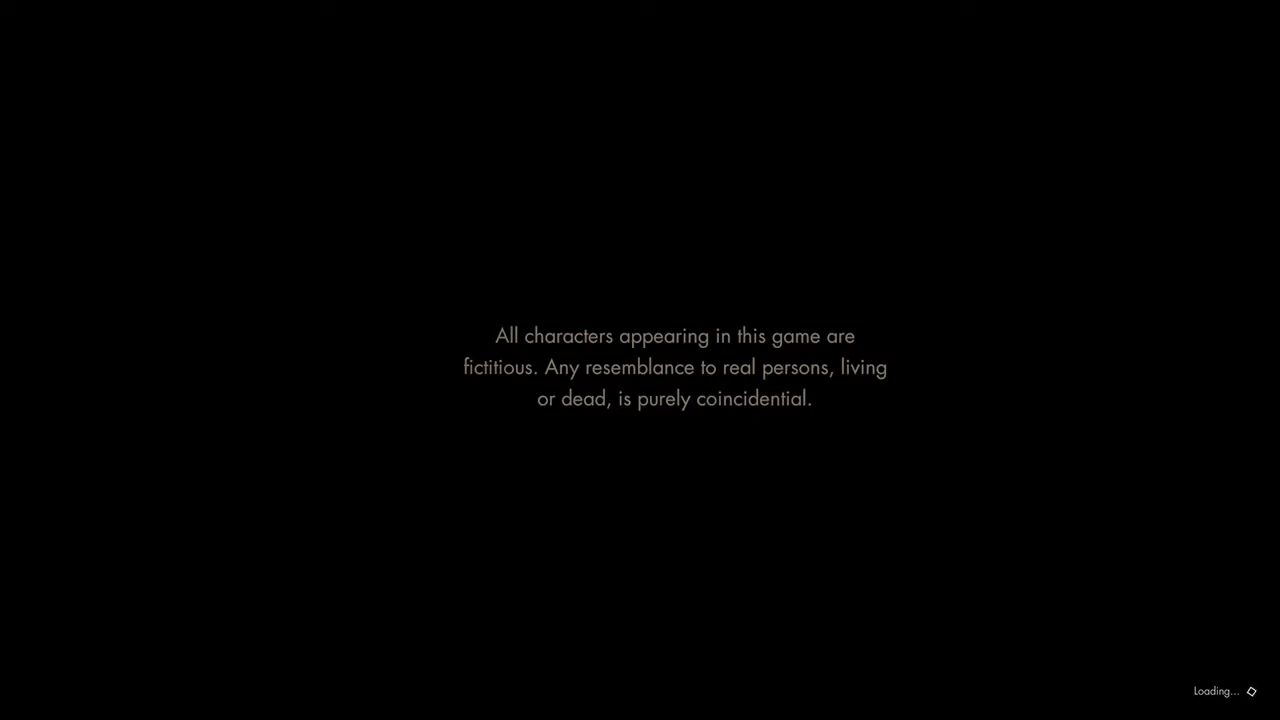 All characters appearing in this game are
fictitious. Any resemblance to real persons, living
or dead, is purely coincidential.
Loading...